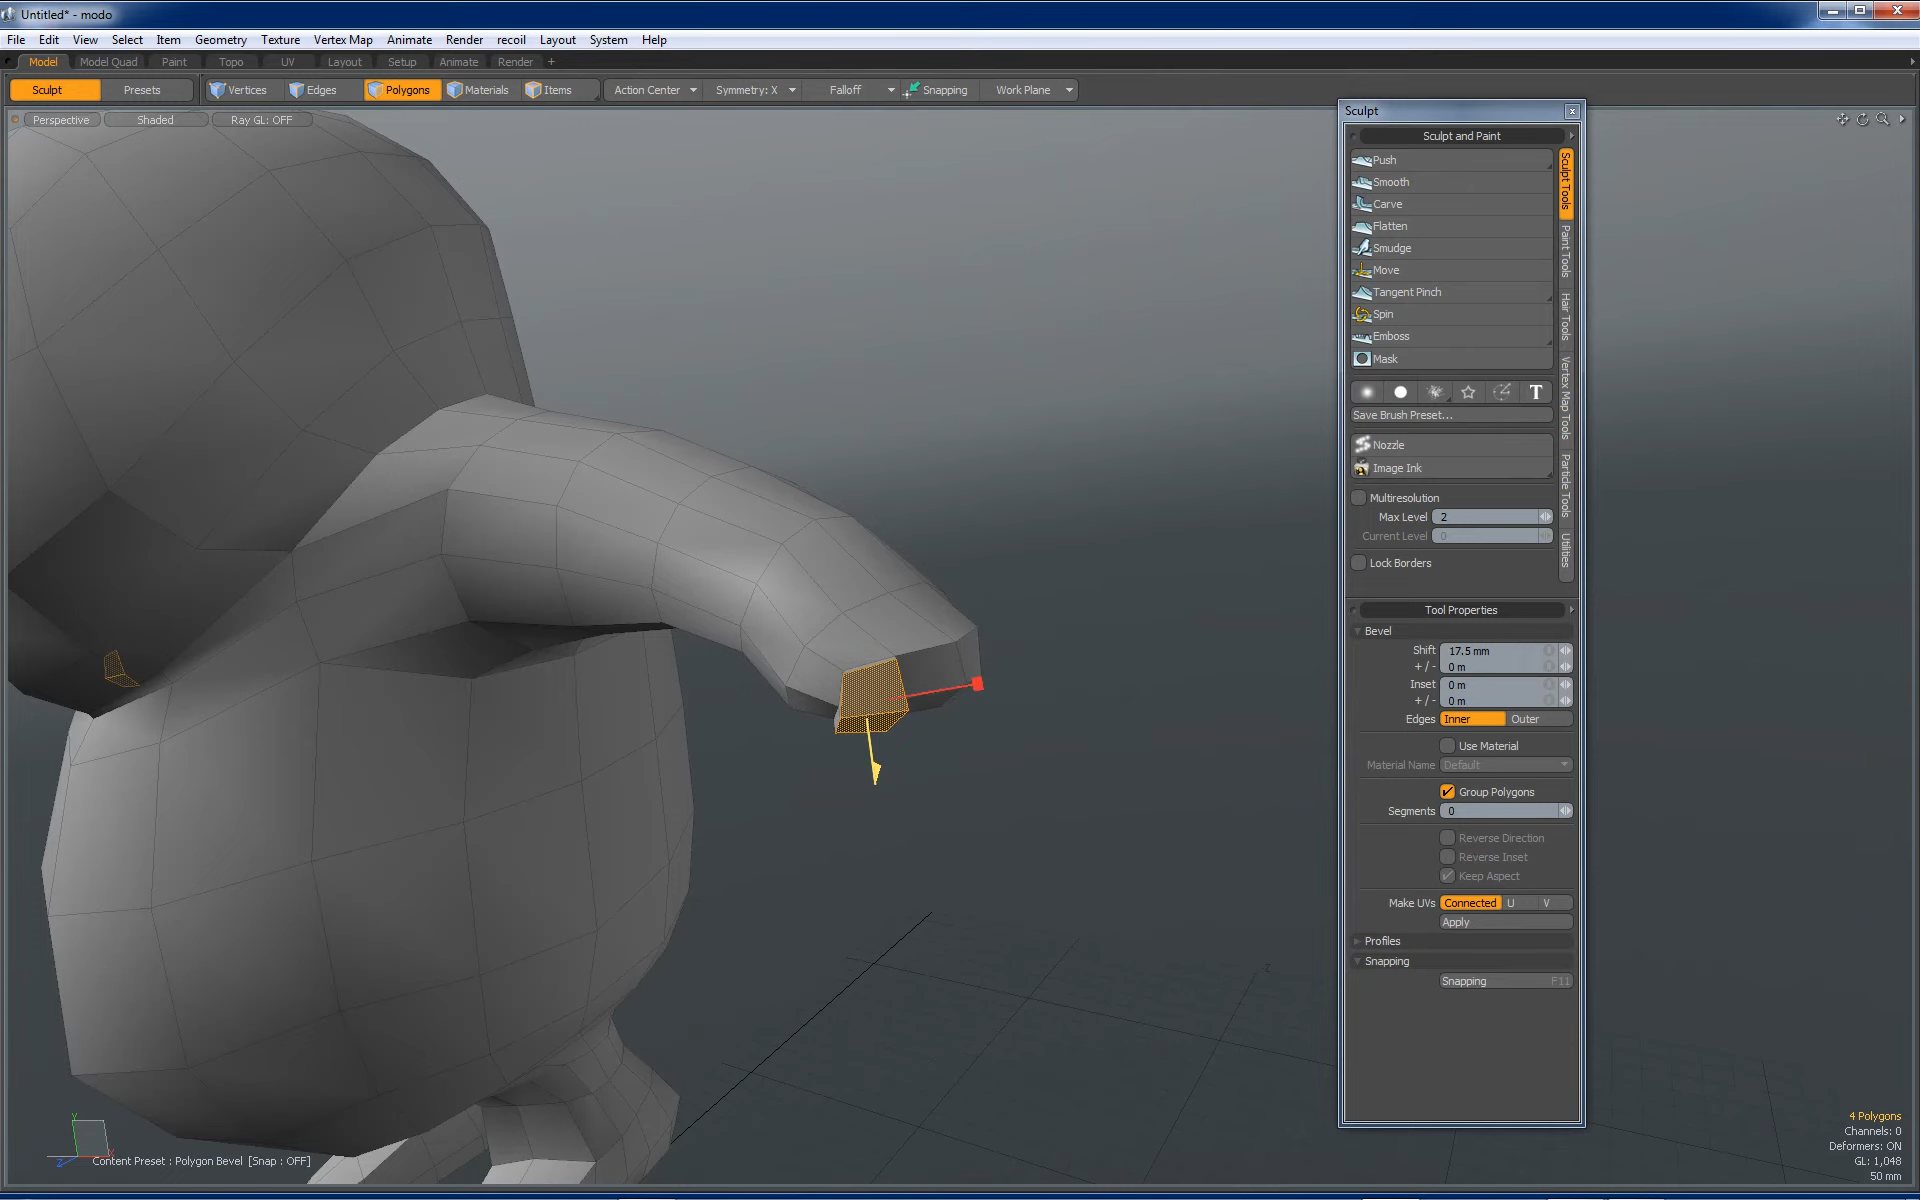 Untitled* - modo
File Edit View Select Item Geometry Texture Vertex Map Animate Render recoil Layout System Help
Model Model Quad Paint Topo UV Layout Setup Animate Render +
Sculpt Presets Vertices Edges Polygons Materials Items Action Center Symmetry: X Falloff Snapping Work Plane
Perspective Shaded Ray GL: OFF
Sculpt
Sculpt and Paint
Push
Smooth
Carve
Flatten
Smudge
Move
Tangent Pinch
Spin
Emboss
Mask
T
Save Brush Preset...
Nozzle
Image Ink
Multiresolution
Max Level 2
Current Level 0
Lock Borders
Sculpt Tools
Paint Tools
Hair Tools
Vertex Map Tools
Particle Tools
Utilities
Tool Properties
Bevel
Shift 17.5 mm
+ / - 0 m
Inset 0 m
+ / - 0 m
Edges Inner Outer
Use Material
Material Name Default
Group Polygons
Segments 0
Reverse Direction
Reverse Inset
Keep Aspect
Make UVs Connected U V
Apply
Profiles
Snapping
Snapping F11
Z
4 Polygons
Channels: 0
Deformers: ON
GL: 1,048
50 mm
Y
X
Z
Content Preset : Polygon Bevel [Snap : OFF]